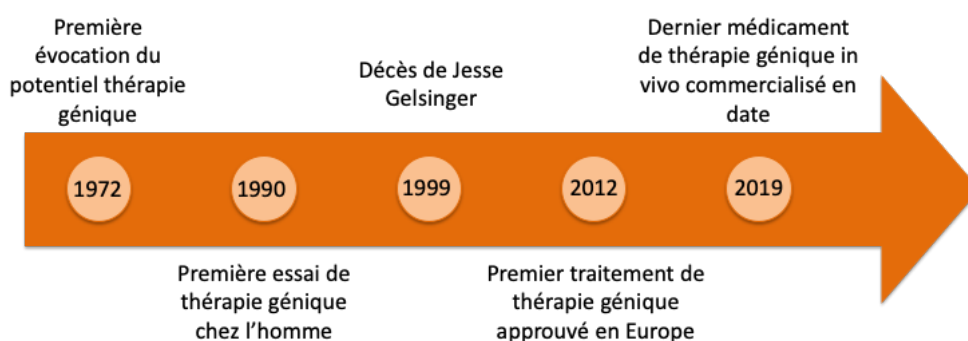 Première
évocation du
potentiel thérapie
génique
Décès de Jesse
Gelsinger
Dernier médicament
de thérapie génique in
vivo commercialisé en
date
1972
1990
1999
2012
2019
Première essai de
thérapie génique
chez l'homme
Premier traitement de
thérapie génique
approuvé en Europe